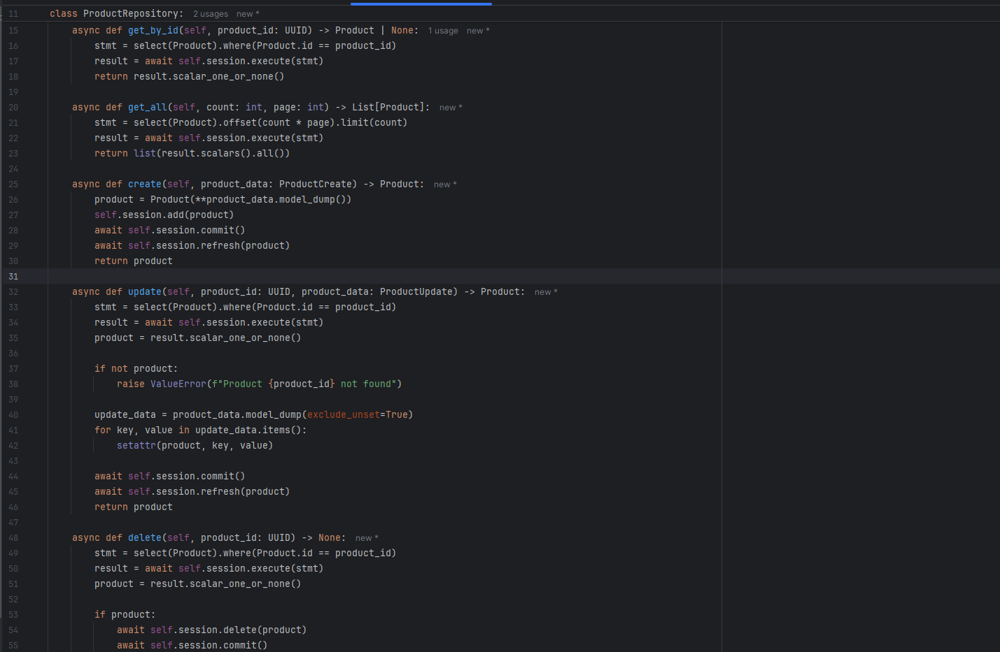 11 class ProductRepository: 2 usages new *
15 async def get_by_id(self, product_id: UUID) -> Product | None: 1 usage new *
16 stmt = select(Product).where(Product.id == product_id)
17 result = await self.session.execute(stmt)
18 return result.scalar_one_or_none()
19
20 async def get_all(self, count: int, page: int) -> List[Product]: new *
21 stmt = select(Product).offset(count * page).limit(count)
22 result = await self.session.execute(stmt)
23 return list(result.scalars().all())
24
25 async def create(self, product_data: ProductCreate) -> Product: new *
26 product = Product(**product_data.model_dump())
27 self.session.add(product)
28 await self.session.commit()
29 await self.session.refresh(product)
30 return product
31
32 async def update(self, product_id: UUID, product_data: ProductUpdate) -> Product: new *
33 stmt = select(Product).where(Product.id == product_id)
34 result = await self.session.execute(stmt)
35 product = result.scalar_one_or_none()
36
37 if not product:
38 raise ValueError(f"Product {product_id} not found")
39
40 update_data = product_data.model_dump(exclude_unset=True)
41 for key, value in update_data.items():
42 setattr(product, key, value)
43
44 await self.session.commit()
45 await self.session.refresh(product)
46 return product
47
48 async def delete(self, product_id: UUID) -> None: new *
49 stmt = select(Product).where(Product.id == product_id)
50 result = await self.session.execute(stmt)
51 product = result.scalar_one_or_none()
52
53 if product:
54 await self.session.delete(product)
55 await self.session.commit()